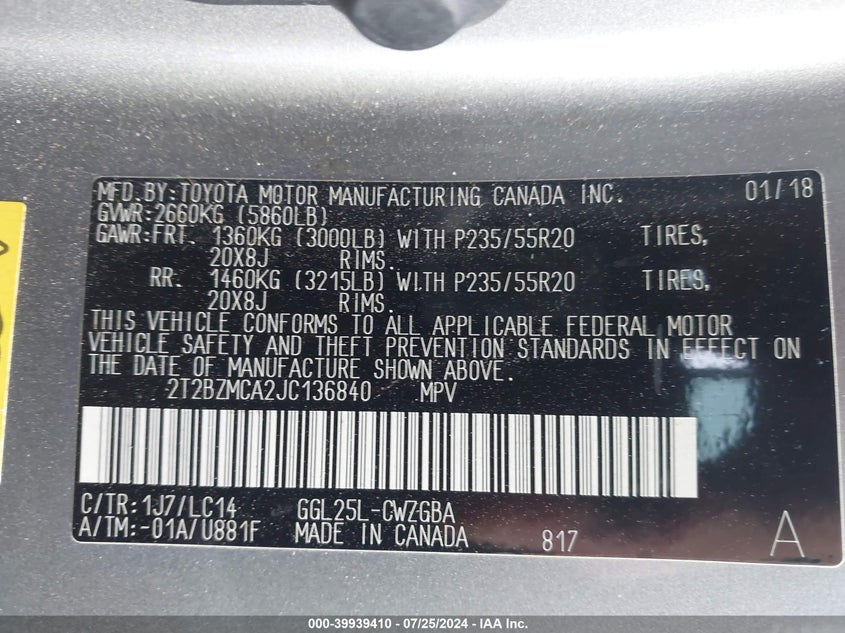 MFD.BY:TOYOTA MOTOR MANUFACTURING CANADA INC. 01/18
GVWR:2660KG (5860LB)
GAWR:FRT. 1360KG (3000LB) WITH P235/55R20 TIRES,
20X8J RIMS.
RR. 1460KG (3215LB) WITH P235/55R20 TIRES,
20X8J RIMS.
THIS VEHICLE CONFORMS TO ALL APPLICABLE FEDERAL MOTOR
VEHICLE SAFETY AND THEFT PREVENTION STANDARDS IN EFFECT ON
THE DATE OF MANUFACTURE SHOWN ABOVE.
2T2BZMCA2JC136840 MPV
C/TR:1J7/LC14 GGL25L-CWZGBA
A/TM:-01A/U881F MADE IN CANADA 817 A
000-39939410 - 07/25/2024 - IAA Inc.